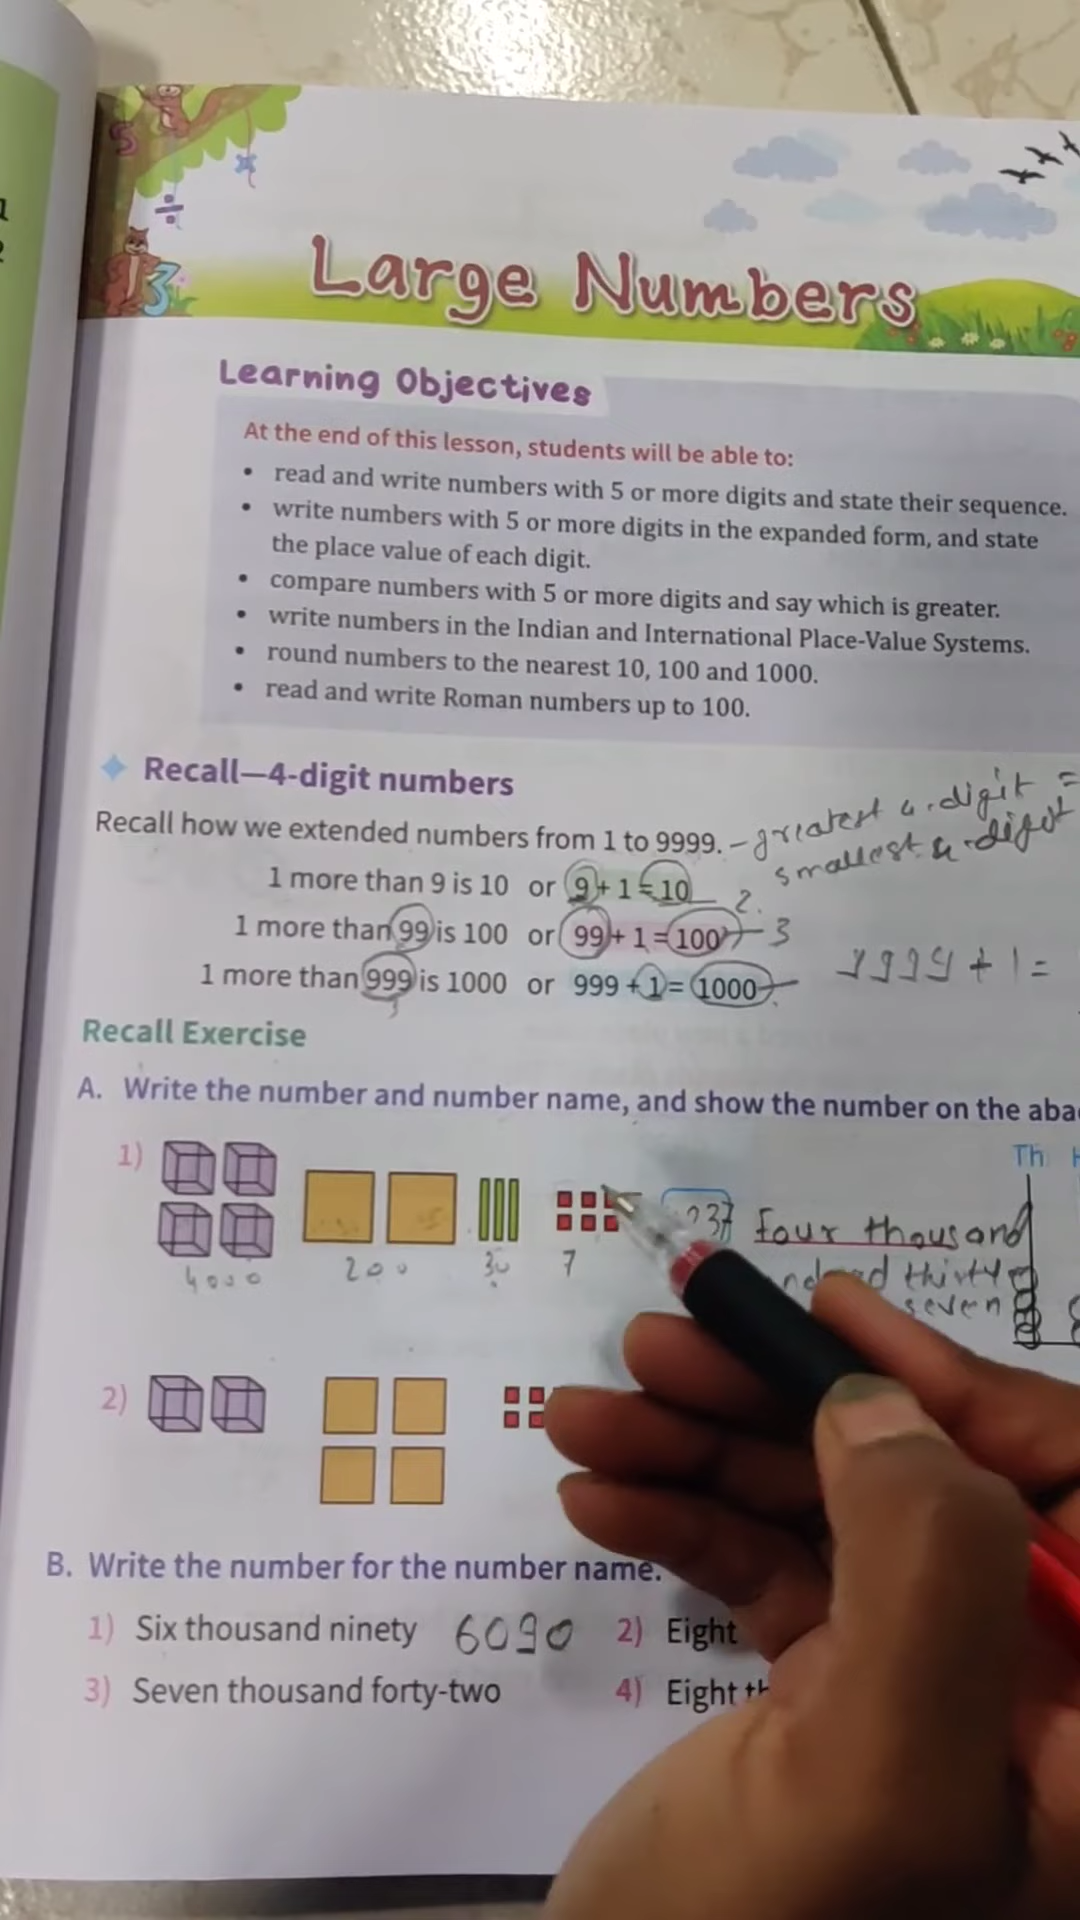 Large Numbers
Learning Objectives
At the end of this lesson, students will be able to:
• read and write numbers with 5 or more digits and state their sequence.
• write numbers with 5 or more digits in the expanded form, and state
the place value of each digit.
• compare numbers with 5 or more digits and say which is greater.
• write numbers in the Indian and International Place-Value Systems.
• round numbers to the nearest 10, 100 and 1000.
• read and write Roman numbers up to 100.
Recall—4-digit numbers
Recall how we extended numbers from 1 to 9999. - greatest 4.digit =
smallest 4.digit
1 more than 9 is 10 or 9 + 1 = 10 2.
1 more than 99 is 100 or 99 + 1 = 100 3
1 more than 999 is 1000 or 999 + 1 = 1000
9999 + 1 =
Recall Exercise
A. Write the number and number name, and show the number on the
Th
1) 237 four thousand
thirty
seven
4000 200 30 7
2)
B. Write the number for the number name.
1) Six thousand ninety 6090 2) Eight
3) Seven thousand forty-two 4) Eight